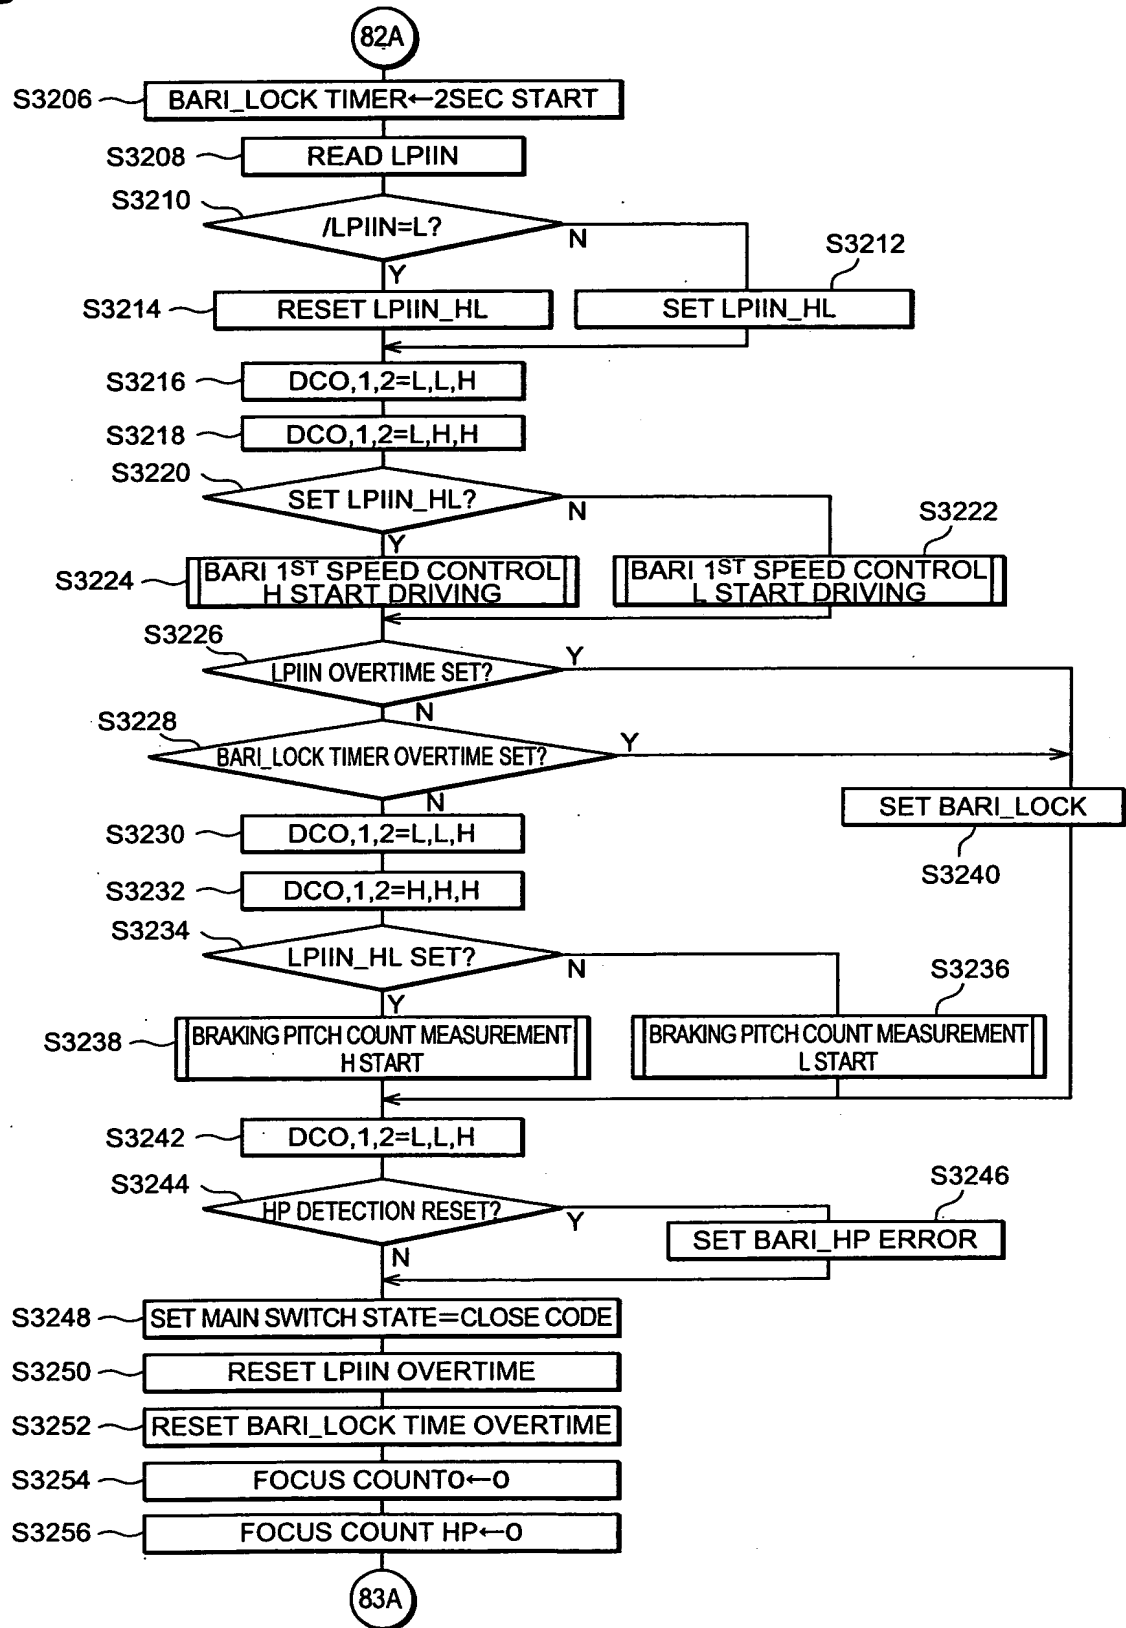 82A
S3206
BARI_LOCK TIMER←2SEC START
S3208
READ LPIIN
S3210
/LPIIN=L?
N
Y
S3212
S3214
RESET LPIIN_HL
SET LPIIN_HL
S3216
DCO,1,2=L,L,H
S3218
DCO,1,2=L,H,H
S3220
SET LPIIN_HL?
N
Y
S3222
S3224
BARI 1ST SPEED CONTROL
H START DRIVING
BARI 1ST SPEED CONTROL
L START DRIVING
S3226
LPIIN OVERTIME SET?
Y
N
S3228
BARI_LOCK TIMER OVERTIME SET?
Y
N
SET BARI_LOCK
S3240
S3230
DCO,1,2=L,L,H
S3232
DCO,1,2=H,H,H
S3234
LPIIN_HL SET?
N
Y
S3236
S3238
BRAKING PITCH COUNT MEASUREMENT
H START
BRAKING PITCH COUNT MEASUREMENT
L START
S3242
DCO,1,2=L,L,H
S3244
HP DETECTION RESET?
Y
N
S3246
SET BARI_HP ERROR
S3248
SET MAIN SWITCH STATE=CLOSE CODE
S3250
RESET LPIIN OVERTIME
S3252
RESET BARI_LOCK TIME OVERTIME
S3254
FOCUS COUNT0←0
S3256
FOCUS COUNT HP←0
83A